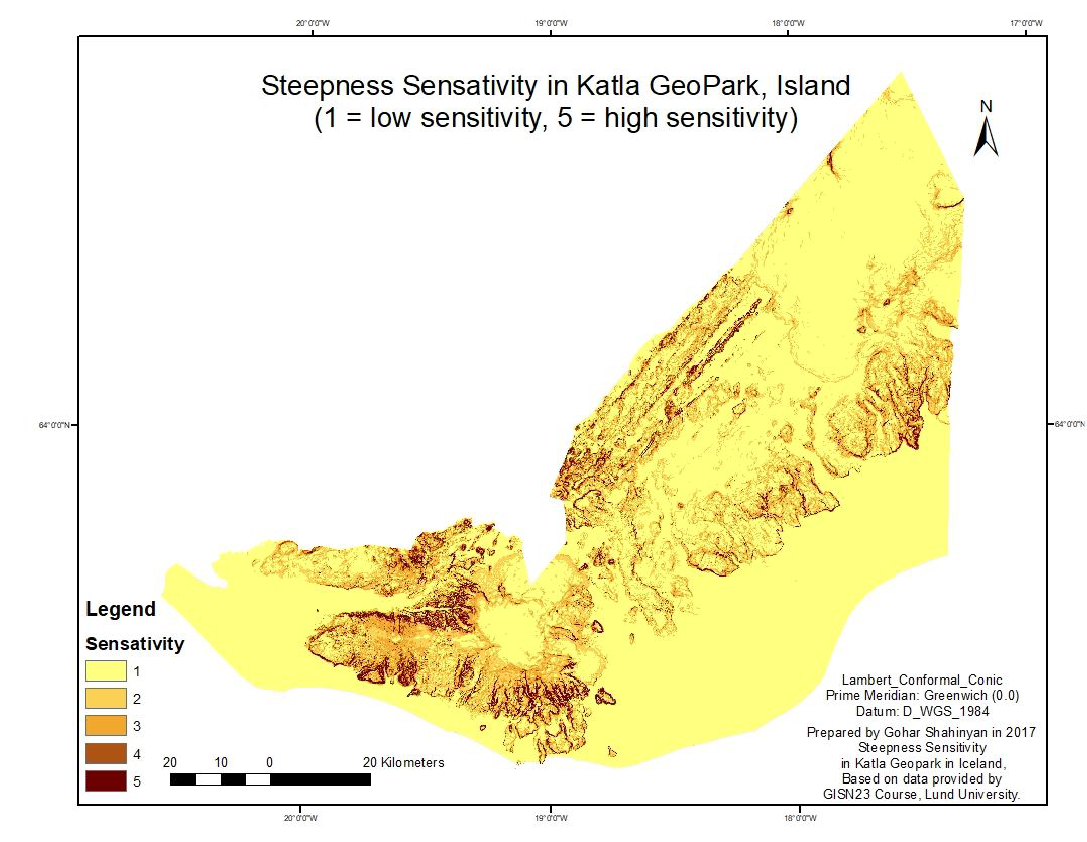 20°0'0"W 19°0'0"W 18°0'0"W 17°0'0"W
Steepness Sensativity in Katla GeoPark, Island
(1 = low sensitivity, 5 = high sensitivity)
N
64°0'0"N 64°0'0"N
Legend
Sensativity
1
2
3
4
5
20 10 0 20 Kilometers
Lambert_Conformal_Conic
Prime Meridian: Greenwich (0.0)
Datum: D_WGS_1984
Prepared by Gohar Shahinyan in 2017
Steepness Sensitivity
in Katla Geopark in Iceland,
Based on data provided by
GISN23 Course, Lund University.
20°0'0"W 19°0'0"W 18°0'0"W